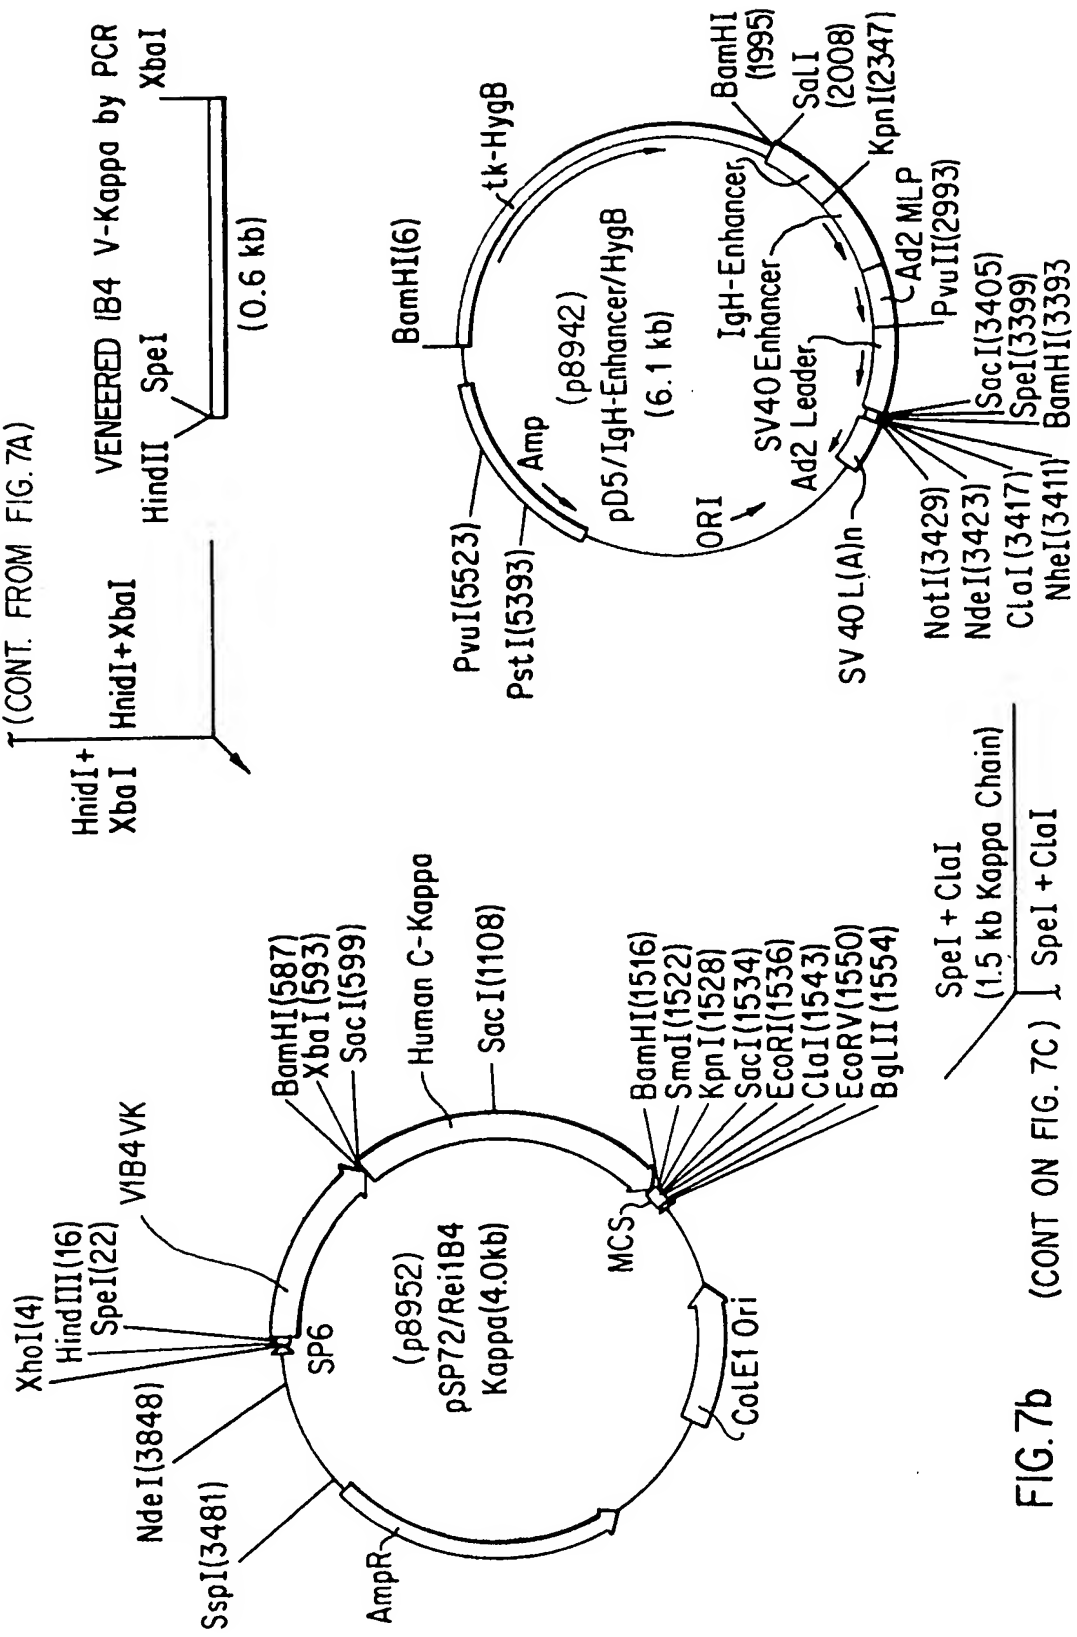 (CONT. FROM FIG. 7A)
HnidI+
XbaI
HnidI+XbaI
VENEERED IB4 V-Kappa by PCR
HindII
SpeI
XbaI
(0.6 kb)
XhoI(4)
HindIII(16)
SpeI(22)
NdeI(3848)
SspI(3481)
V1B4VK
BamHI(587)
XbaI(593)
SacI(599)
Human C-Kappa
SacI(1108)
SP6
(p8952)
pSP72/Rei1B4
Kappa(4.0kb)
AmpR
MCS
ColE1 Ori
BamHI(1516)
SmaI(1522)
KpnI(1528)
SacI(1534)
EcoRI(1536)
ClaI(1543)
EcoRV(1550)
BglII(1554)
BamHI(6)
tk-HygB
PvuI(5523)
PstI(5393)
Amp
(p8942)
pD5/IgH-Enhancer/HygB
(6.1 kb)
ORI
IgH-Enhancer
SV40 Enhancer
Ad2 Leader
SV 40 L(A)n
BamHI
(1995)
SalI
(2008)
KpnI(2347)
Ad2 MLP
PvuII(2993)
SacI(3405)
SpeI(3399)
BamHI(3393
NotI(3429)
NdeI(3423)
ClaI(3417)
NheI(3411)
SpeI + ClaI
(1.5 kb Kappa Chain)
SpeI + ClaI
FIG. 7b
(CONT ON FIG. 7C)